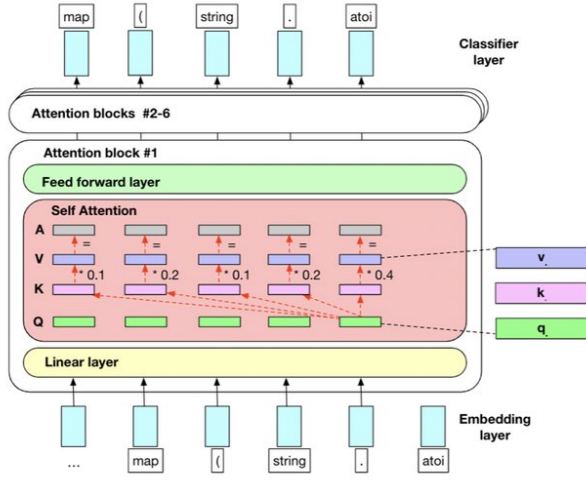 map ( string . atoi
Classifier layer
Attention blocks #2-6
Attention block #1
Feed forward layer
Self Attention
A
= = = = =
V
* 0.1 * 0.2 * 0.1 * 0.2 * 0.4
v
K
k
Q
q
Linear layer
Embedding layer
... map ( string . atoi